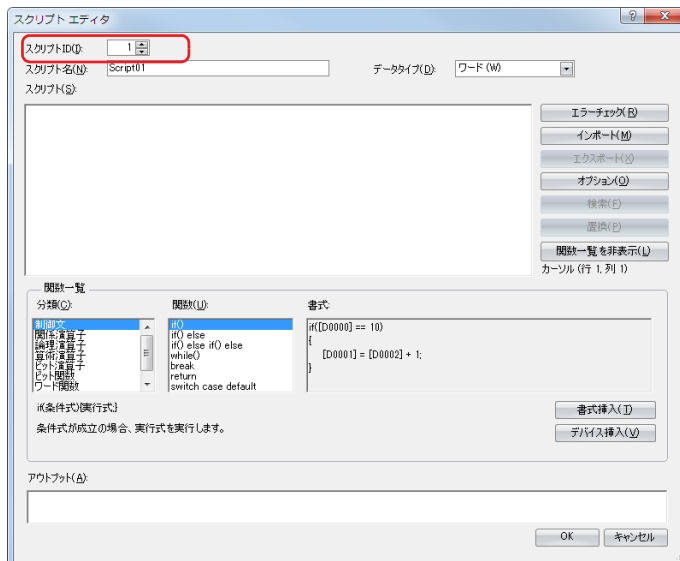 スクリプト エディタ
スクリプトID(I): 1
スクリプト名(N): Script01 データタイプ(D): ワード (W)
スクリプト(S):
エラーチェック(R)
インポート(M)
エクスポート(X)
オプション(O)
検索(F)
置換(P)
関数一覧を非表示(L)
カーソル (行 1, 列 1)
関数一覧
分類(C): 関数(U): 書式:
制御文
関係演算子
論理演算子
算術演算子
ビット演算子
ビット関数
ワード関数
if()
if() else
if() else if() else
while()
break
return
switch case default
if([D0000] == 10)
{
[D0001] = [D0002] + 1;
}
if(条件式){実行式;}
条件式が成立の場合、実行式を実行します。
書式挿入(T)
デバイス挿入(V)
アウトプット(A):
OK キャンセル